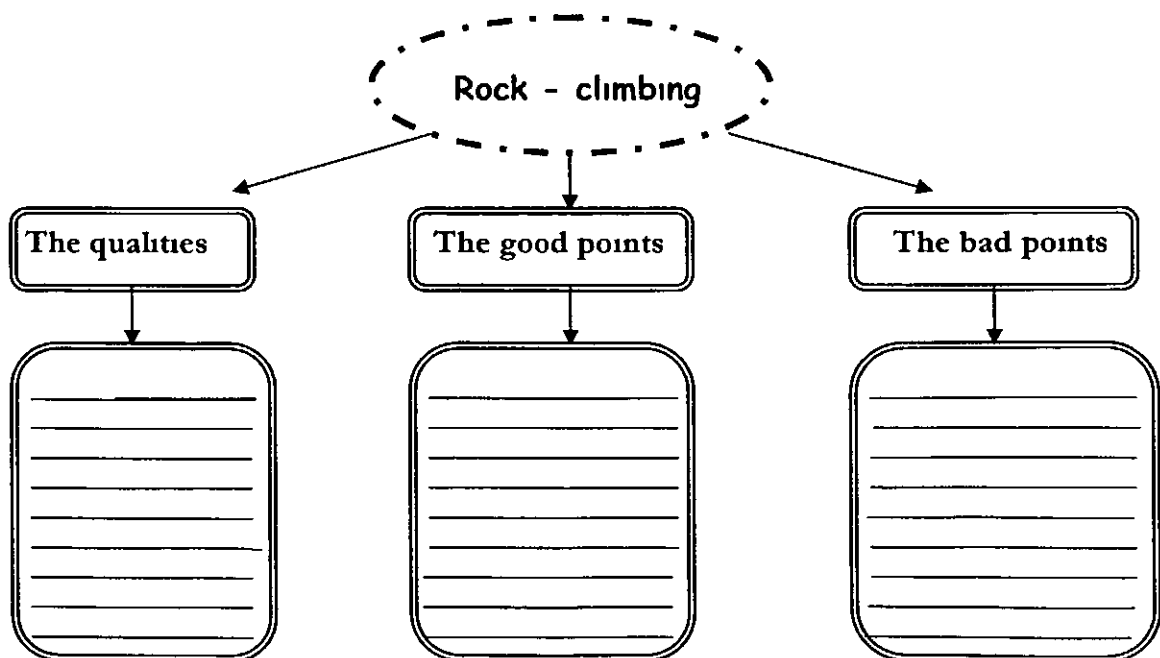 Rock - climbing
The qualities
The good points
The bad points